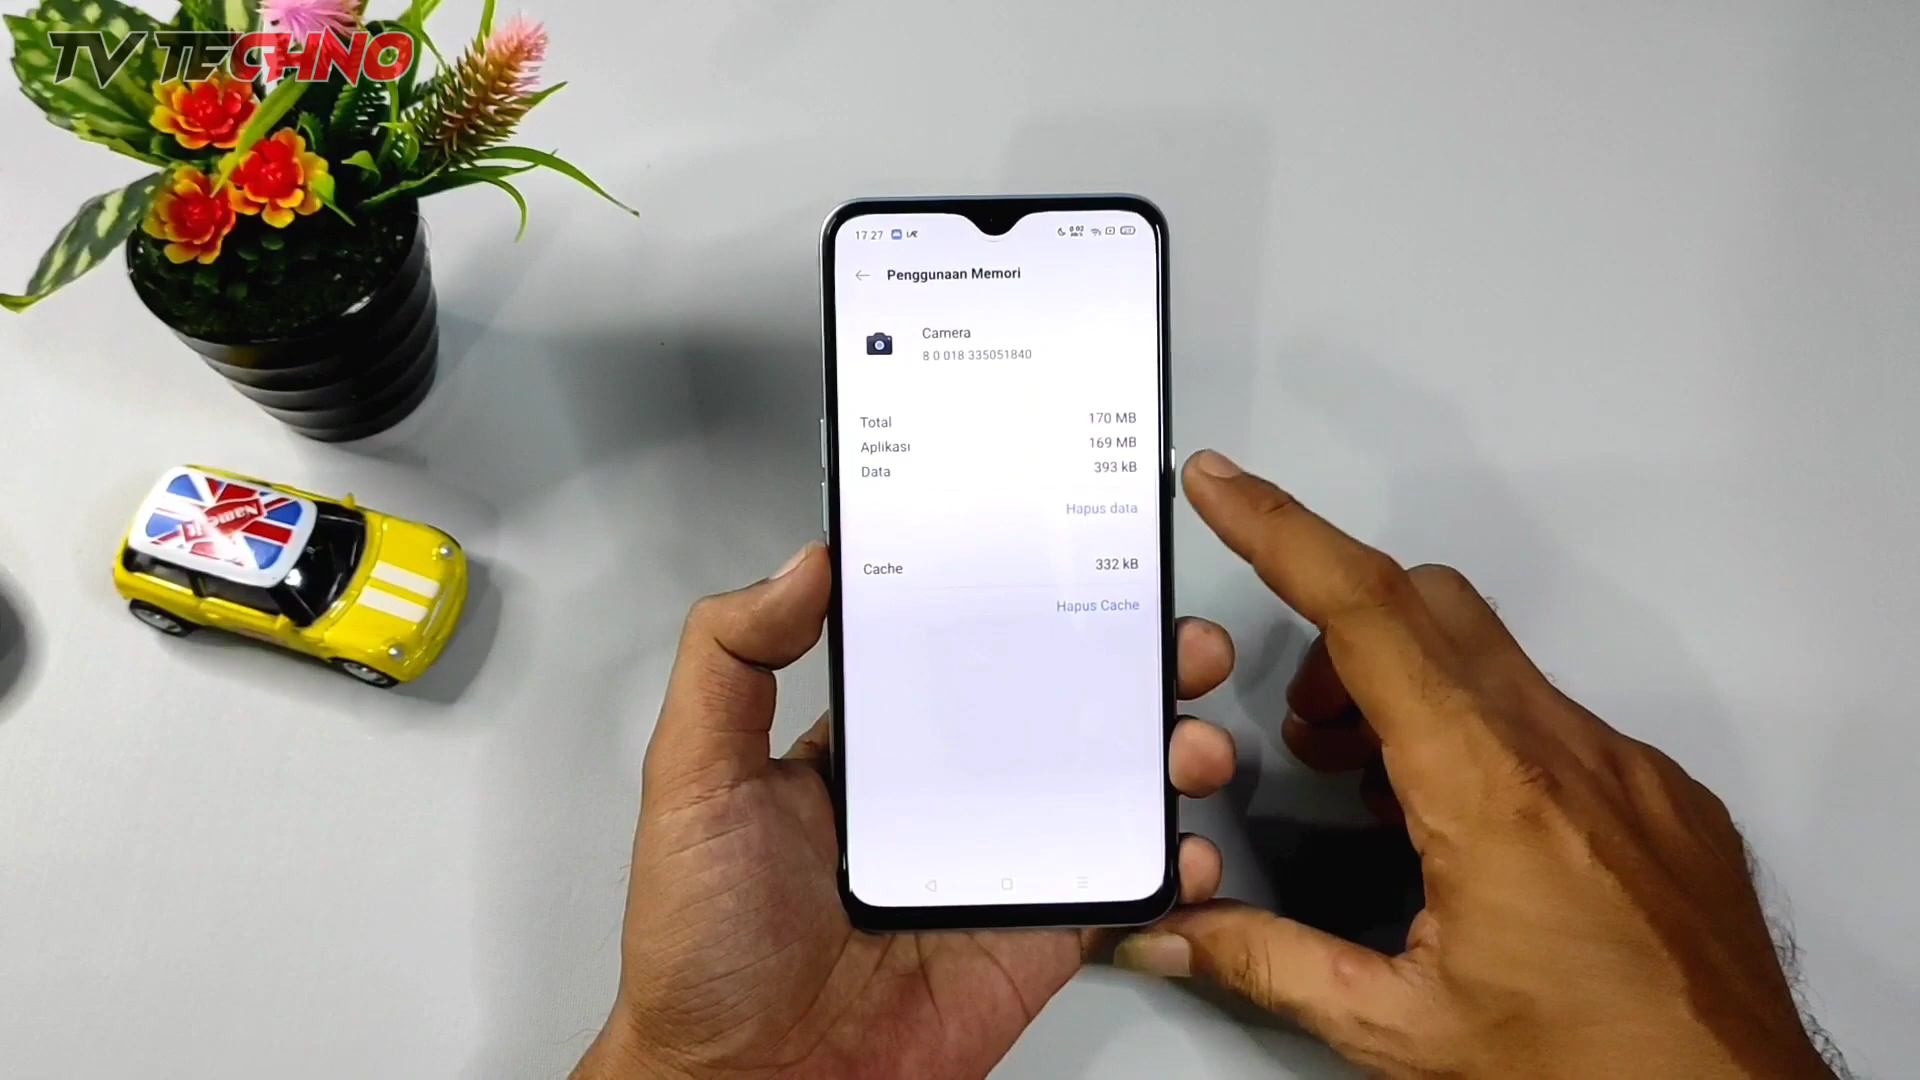 TV TECHNO
17.27
Penggunaan Memori
Camera
8 0 018 335051840
Total 170 MB
Aplikasi 169 MB
Data 393 kB
Hapus data
Cache 332 kB
Hapus Cache